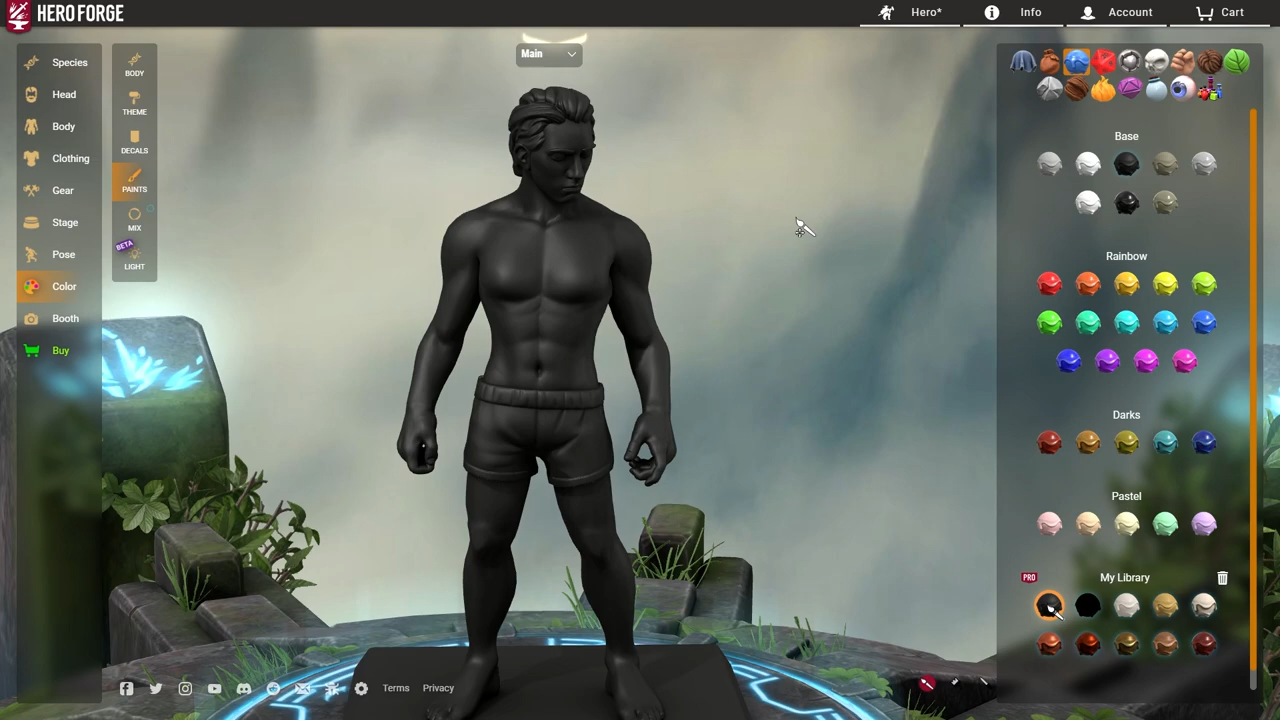 HERO FORGE
Hero*
Info
Account
Cart
Main
Species
Head
Body
Clothing
Gear
Stage
Pose
Color
Booth
Buy
BODY
THEME
DECALS
PAINTS
MIX
BETA
LIGHT
Base
Rainbow
Darks
Pastel
PRO
My Library
Terms
Privacy